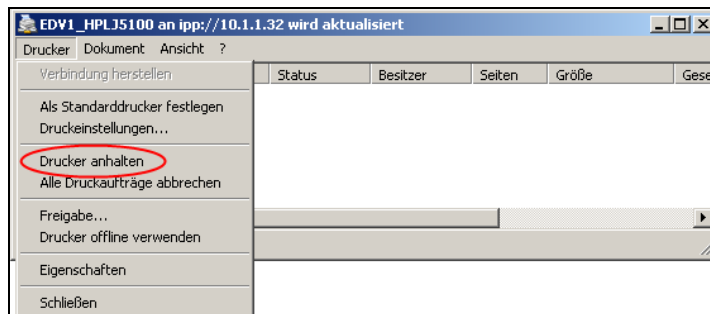 EDV1_HPLJ5100 an ipp://10.1.1.32 wird aktualisiert
Drucker Dokument Ansicht ?
Verbindung herstellen
Status Besitzer Seiten Größe Gese
Als Standarddrucker festlegen
Druckeinstellungen...
Drucker anhalten
Alle Druckaufträge abbrechen
Freigabe...
Drucker offline verwenden
Eigenschaften
Schließen